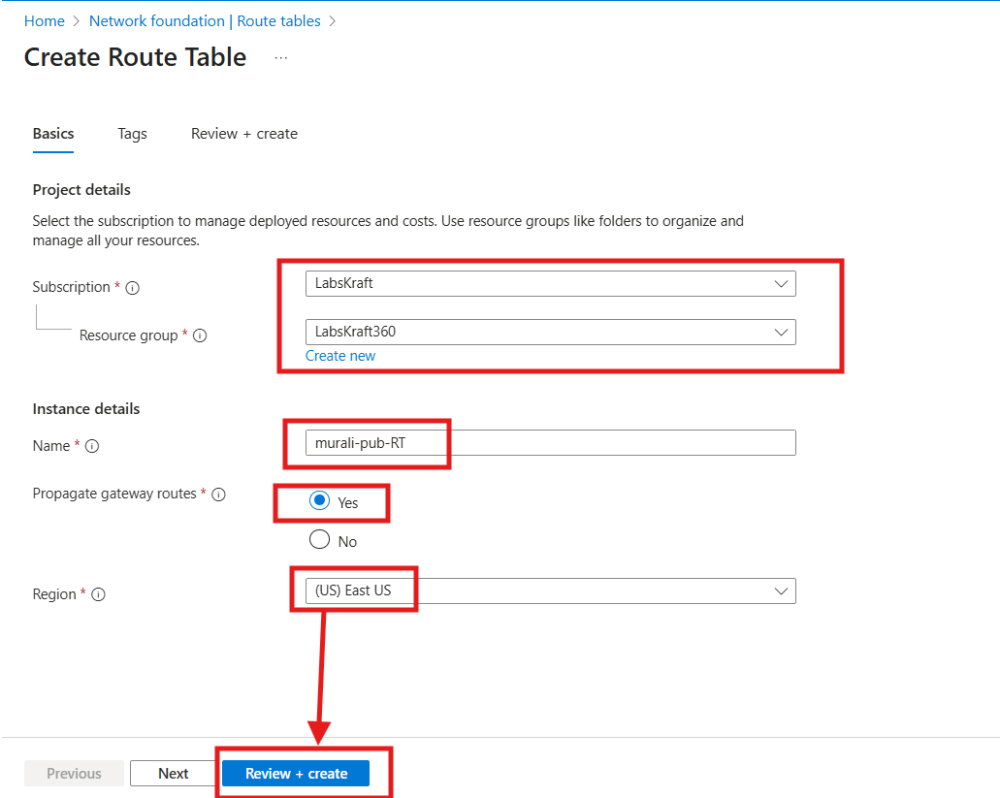 Home > Network foundation | Route tables >
Create Route Table ...
Basics Tags Review + create
Project details
Select the subscription to manage deployed resources and costs. Use resource groups like folders to organize and
manage all your resources.
Subscription * LabsKraft
Resource group * LabsKraft360
Create new
Instance details
Name * murali-pub-RT
Propagate gateway routes * Yes
No
Region * (US) East US
Previous Next Review + create